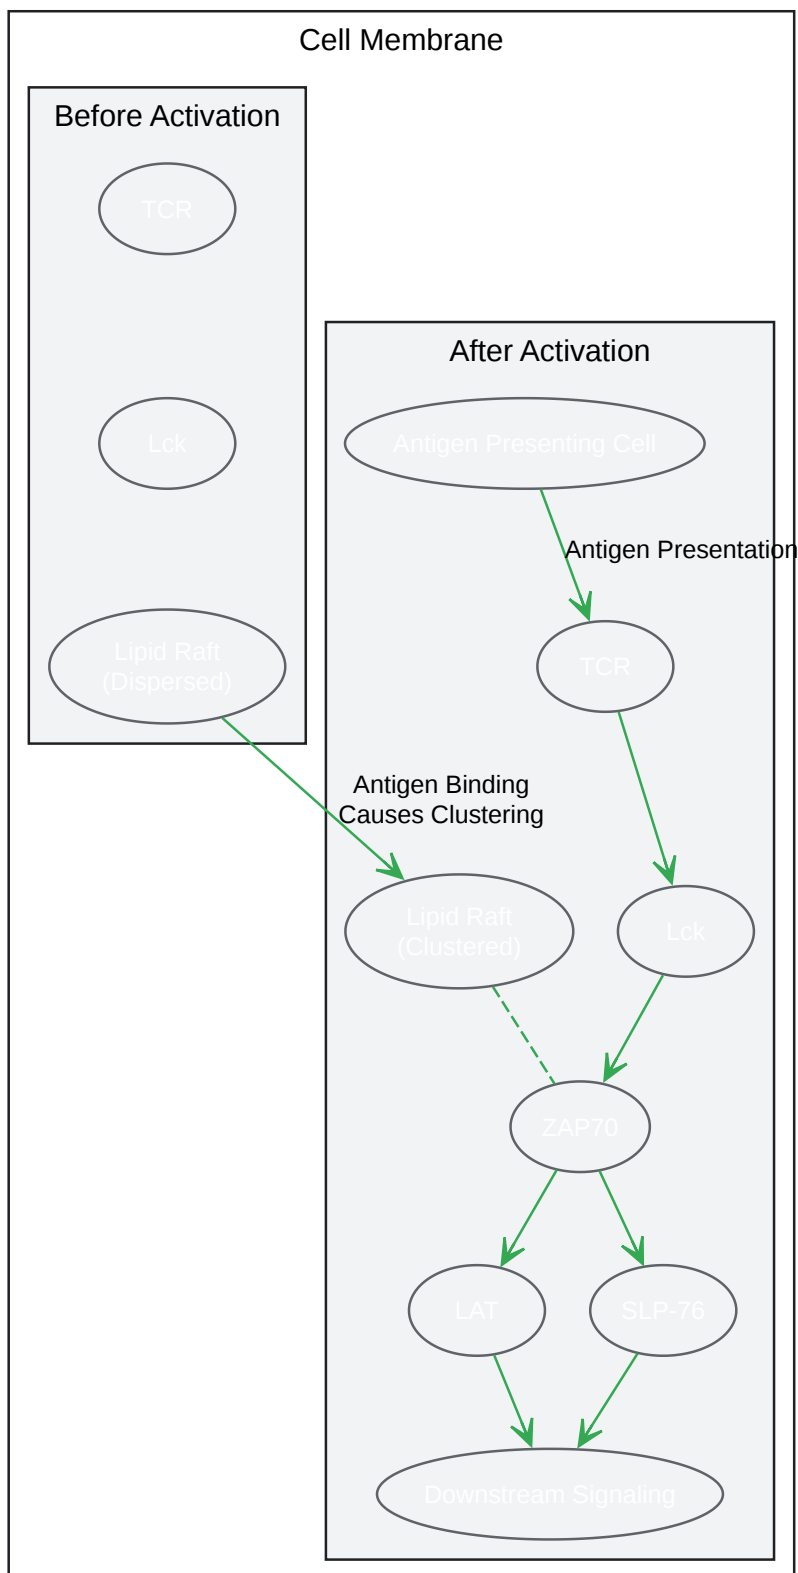 Cell Membrane
Before Activation
TCR
Lck
Lipid Raft
(Dispersed)
After Activation
Antigen Presenting Cell
Antigen Presentation
TCR
Antigen Binding
Causes Clustering
Lipid Raft
(Clustered)
Lck
ZAP70
LAT
SLP-76
Downstream Signaling